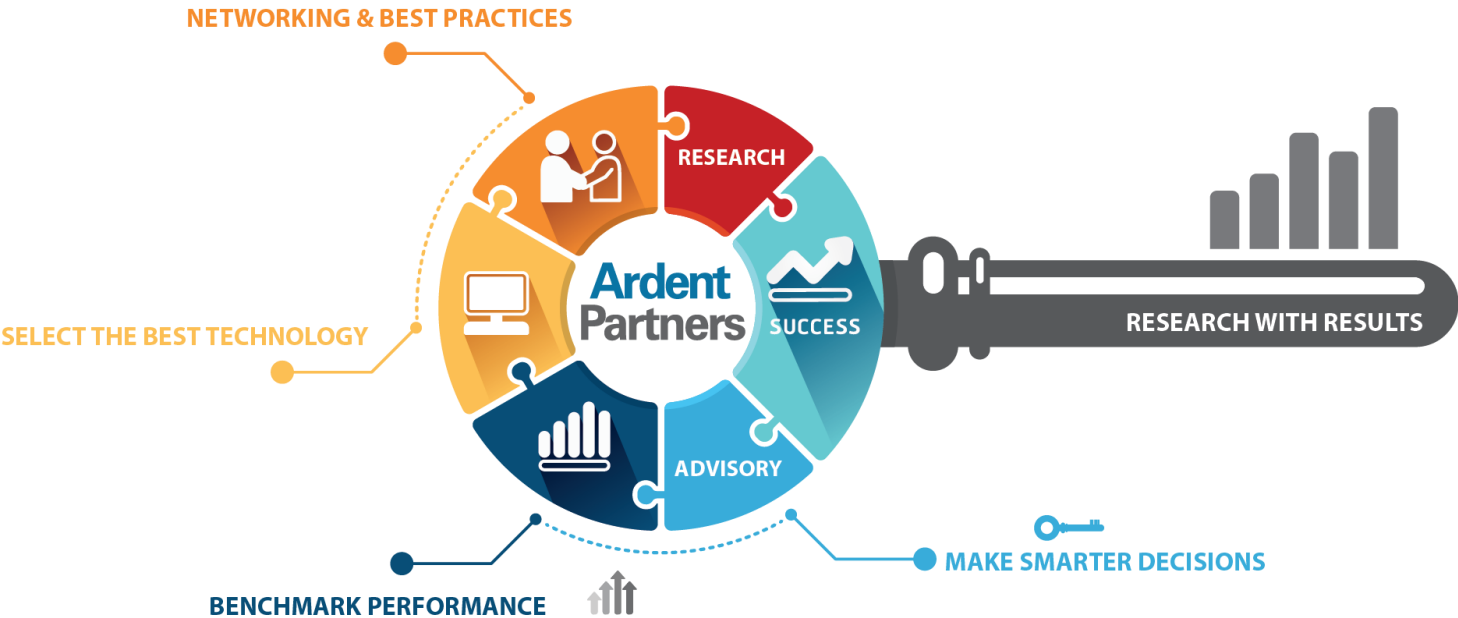 NETWORKING & BEST PRACTICES
RESEARCH
Ardent
Partners
SUCCESS
RESEARCH WITH RESULTS
SELECT THE BEST TECHNOLOGY
ADVISORY
MAKE SMARTER DECISIONS
BENCHMARK PERFORMANCE